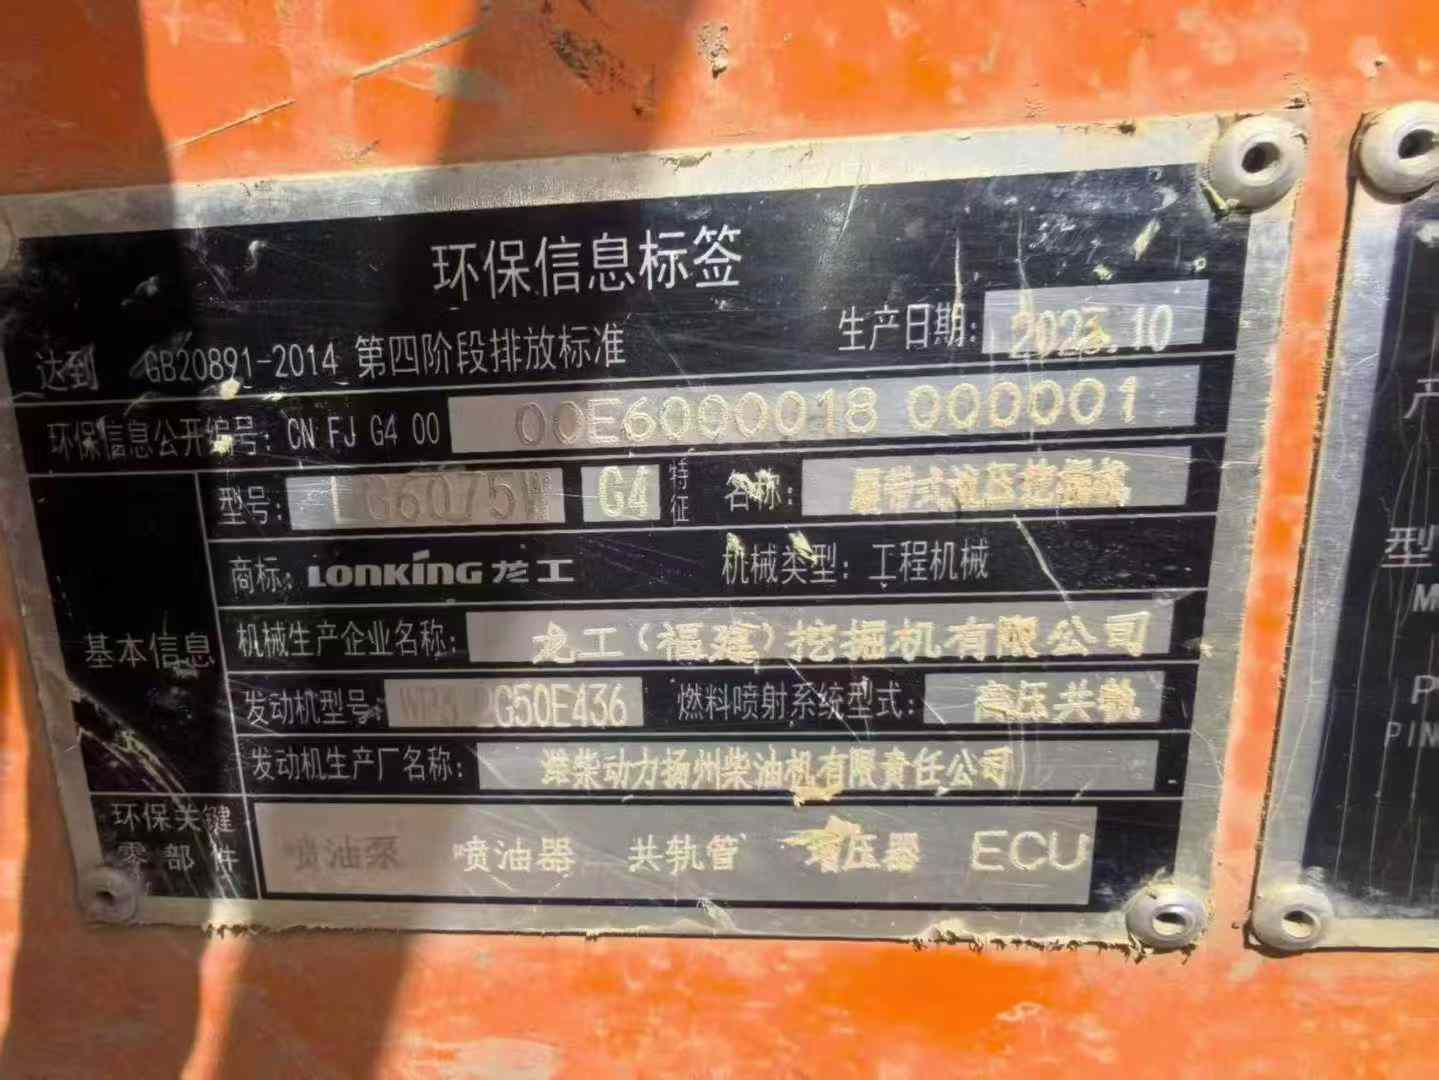 环保信息标签
达到 GB20891-2014 第四阶段排放标准 生产日期: 2023.10
环保信息公开编号: CN FJ G4 00 00E6000018 000001
型号: LG6075W G4 特征 名称: 履带式液压挖掘机
商标: LONKING 龙工 机械类型: 工程机械
基本信息
机械生产企业名称: 龙工(福建)挖掘机有限公司
发动机型号: G50E436 燃料喷射系统型式: 高压共轨
发动机生产厂名称: 潍柴动力扬州柴油机有限责任公司
环保关键零部件 喷油泵 喷油器 共轨管 增压器 ECU
产
型
M
P
PIN